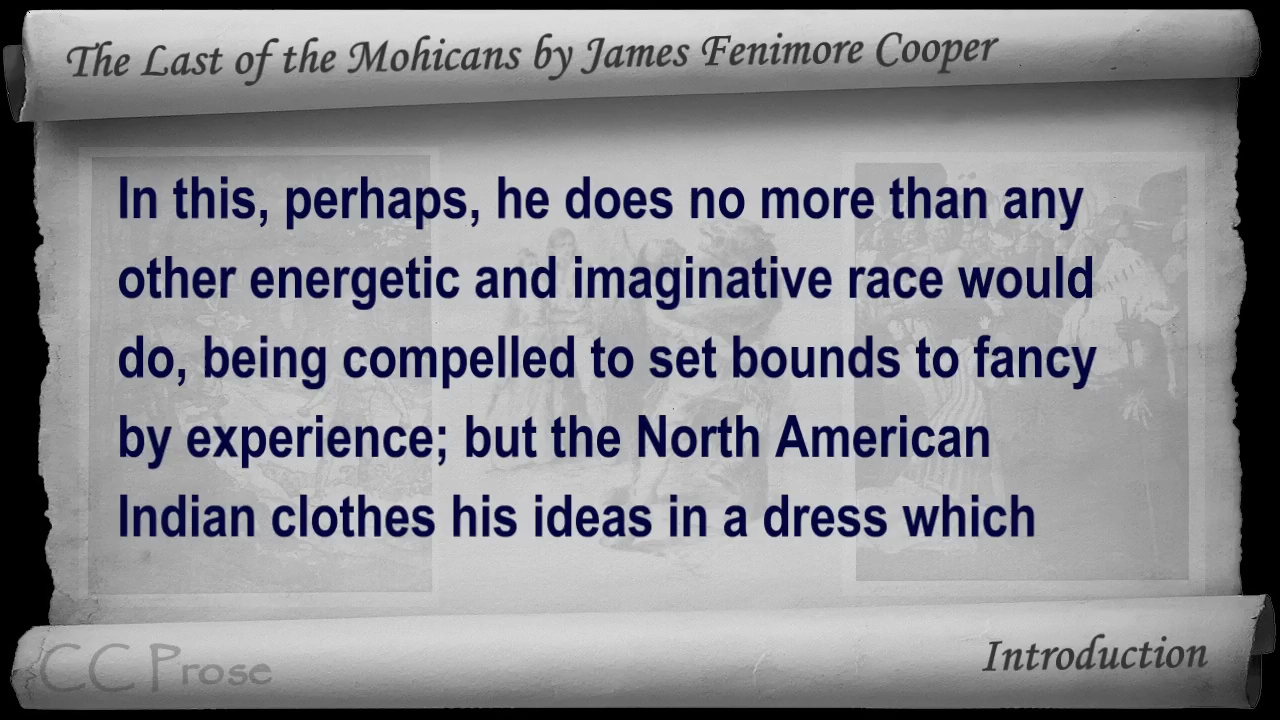 The Last of the Mohicans by James Fenimore Cooper
In this, perhaps, he does no more than any
other energetic and imaginative race would
do, being compelled to set bounds to fancy
by experience; but the North American
Indian clothes his ideas in a dress which
CC Prose
Introduction